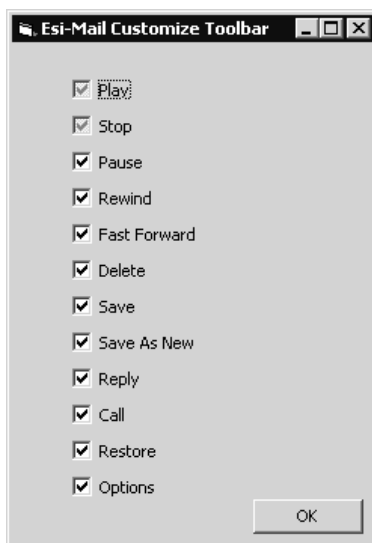 Esi-Mail Customize Toolbar
Play
Stop
Pause
Rewind
Fast Forward
Delete
Save
Save As New
Reply
Call
Restore
Options
OK